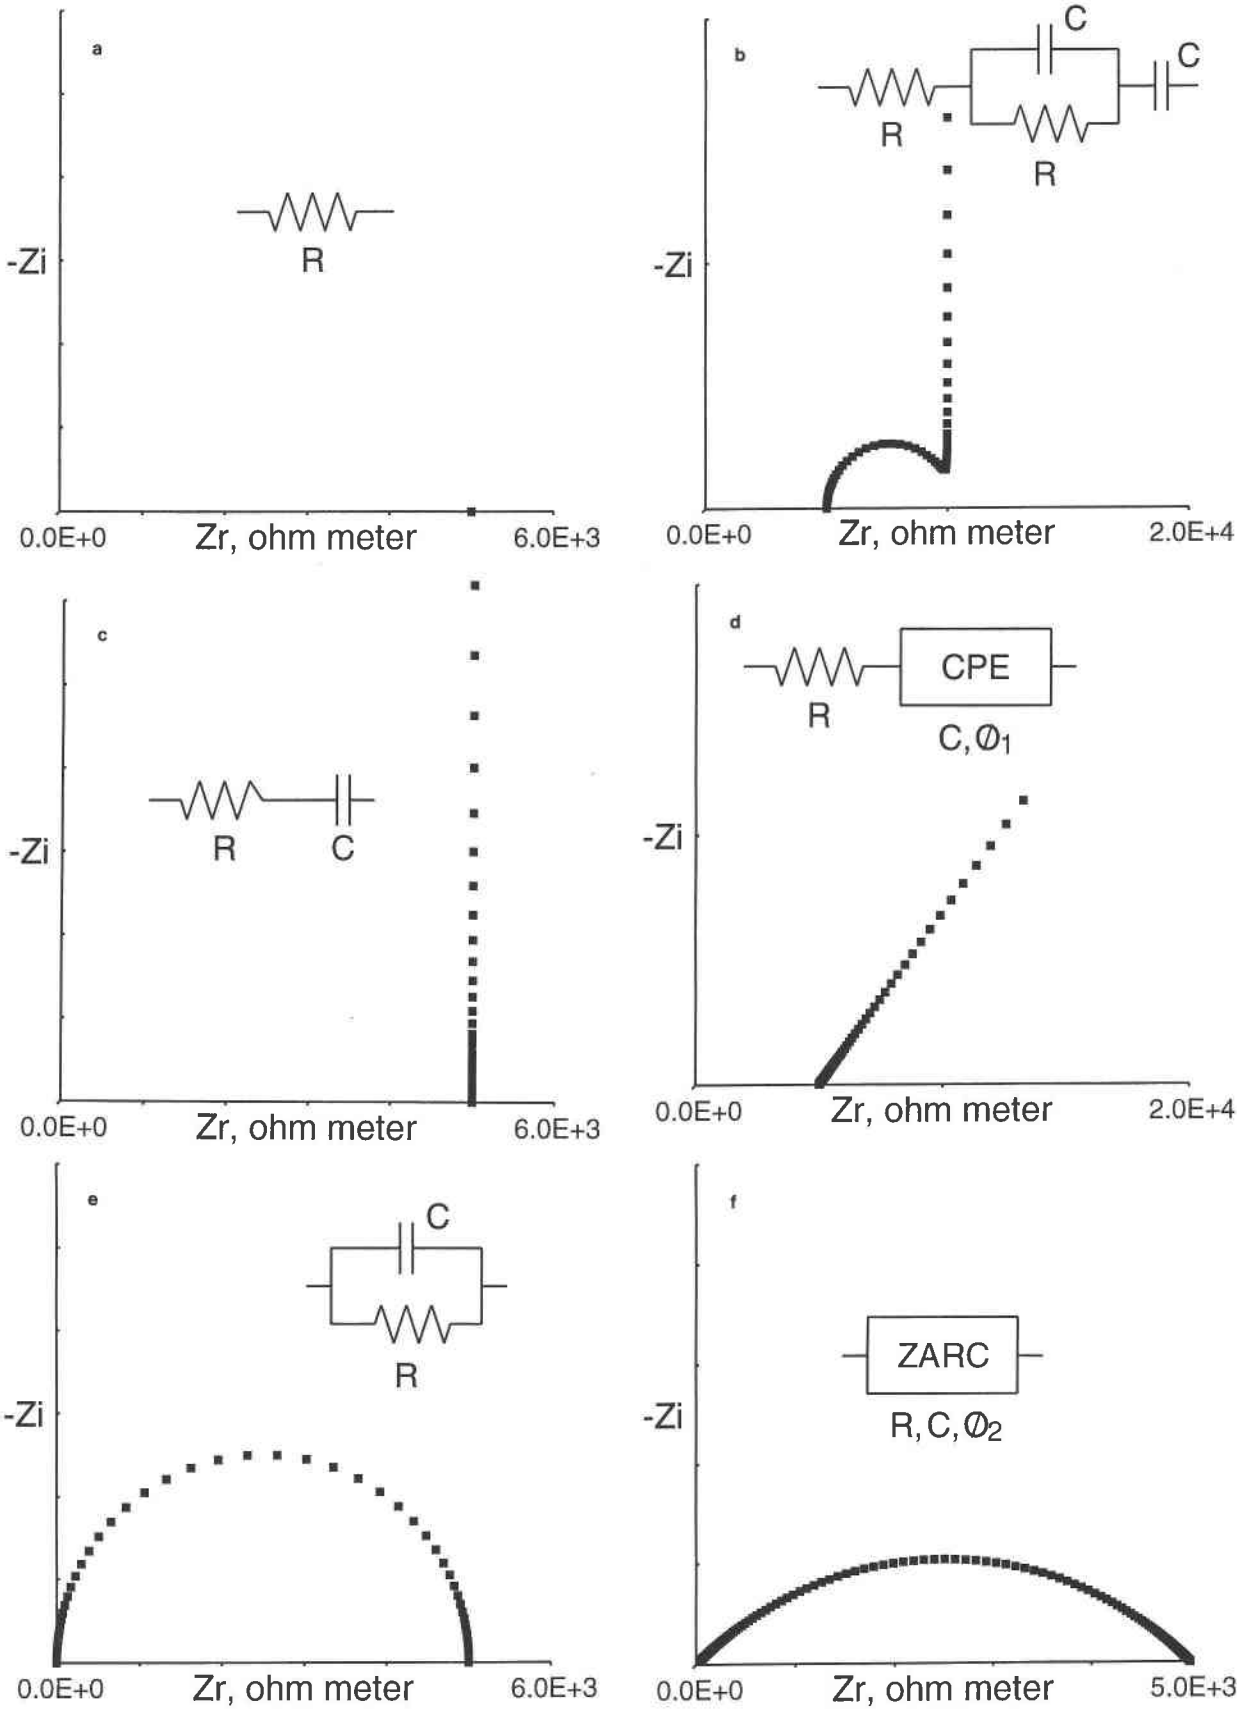 a
R
-Zi
0.0E+0 Zr, ohm meter 6.0E+3
b
C
C
R
R
-Zi
0.0E+0 Zr, ohm meter 2.0E+4
c
R C
-Zi
0.0E+0 Zr, ohm meter 6.0E+3
d
CPE
R
C, Ø1
-Zi
0.0E+0 Zr, ohm meter 2.0E+4
e
C
R
-Zi
0.0E+0 Zr, ohm meter 6.0E+3
f
ZARC
R, C, Ø2
-Zi
0.0E+0 Zr, ohm meter 5.0E+3